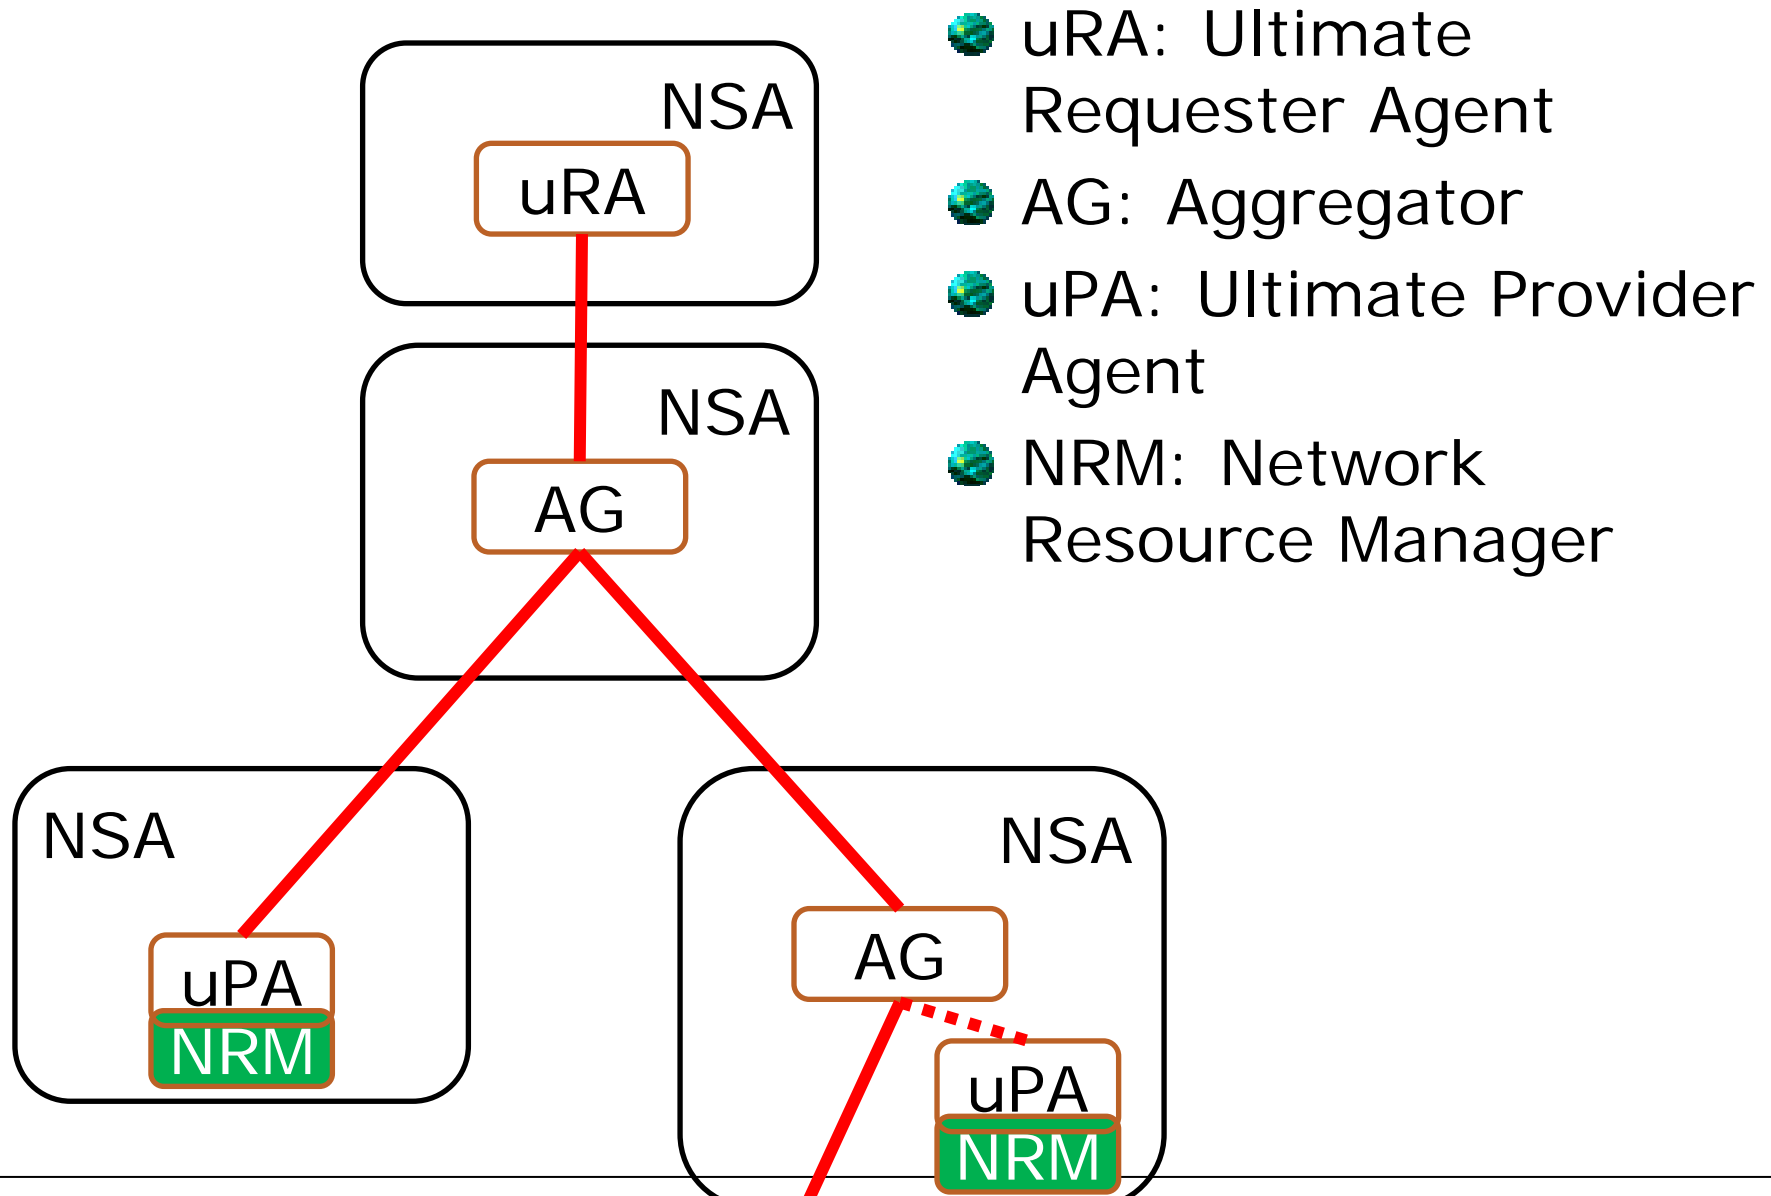 NSA
uRA
NSA
AG
NSA
uPA
NRM
NSA
AG
uPA
NRM
uRA: Ultimate
Requester Agent
AG: Aggregator
uPA: Ultimate Provider
Agent
NRM: Network
Resource Manager